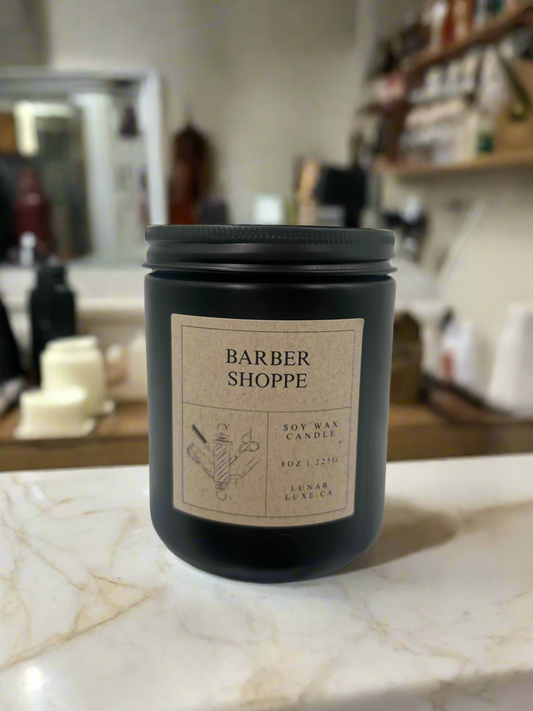 BARBER
SHOPPE
SOY WAX
CANDLE
8OZ | 225G
LUNAR
LUXE.CA